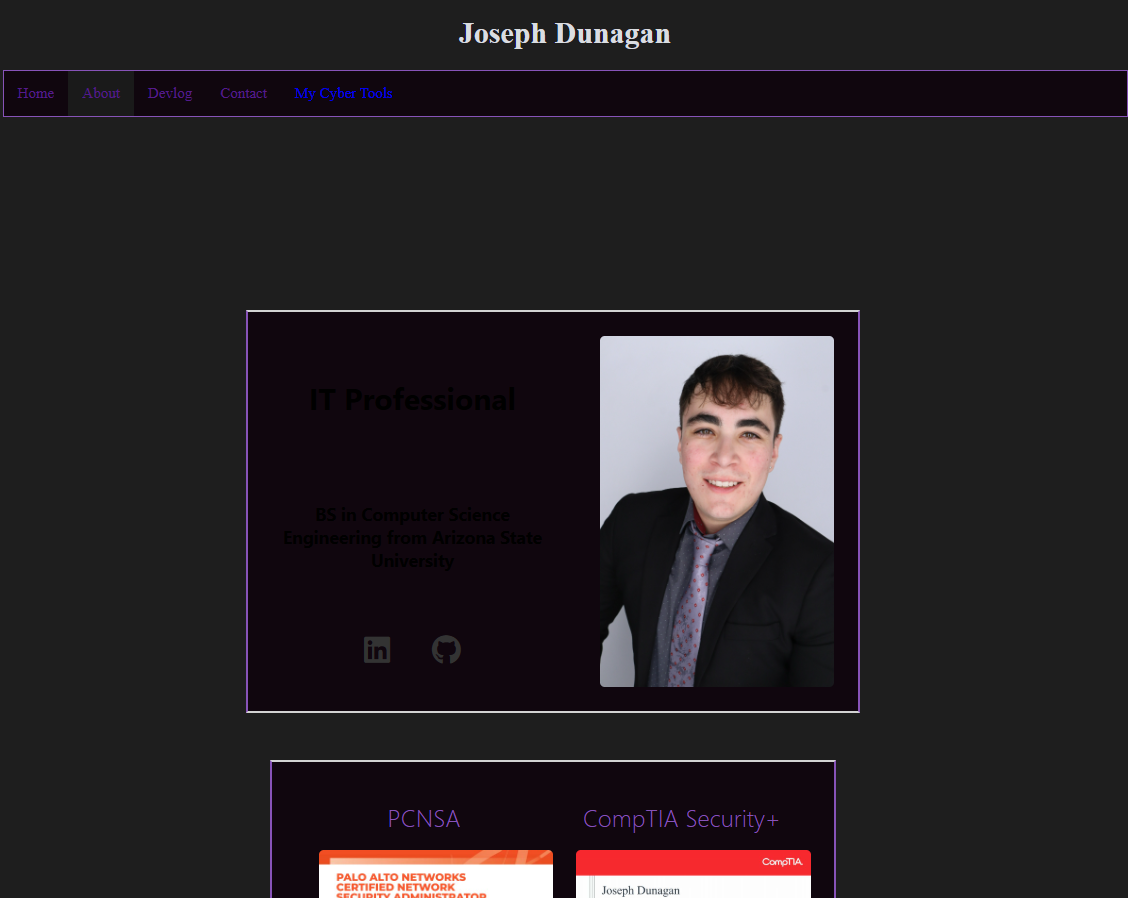 Joseph Dunagan
Home About Devlog Contact My Cyber Tools
IT Professional
BS in Computer Science
Engineering from Arizona State
University
in
PCNSA CompTIA Security+
PALO ALTO NETWORKS
CERTIFIED NETWORK
SECURITY ADMINISTRATOR
CompTIA.
Joseph Dunagan